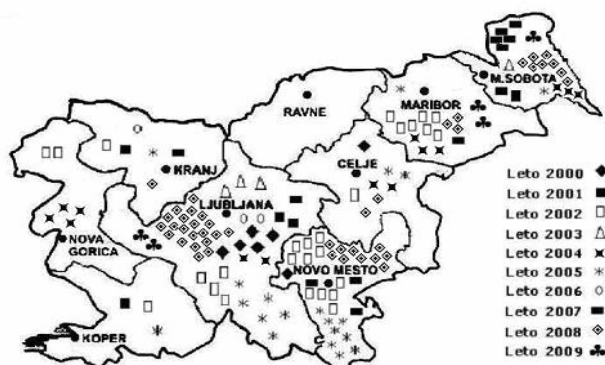 M.SOBOTA
MARIBOR
RAVNE
CELJE
KRANJ
LJUBLJANA
NOVA
GORICA
NOVO MESTO
KOPER
Leto 2000
Leto 2001
Leto 2002
Leto 2003
Leto 2004
Leto 2005
Leto 2006
Leto 2007
Leto 2008
Leto 2009